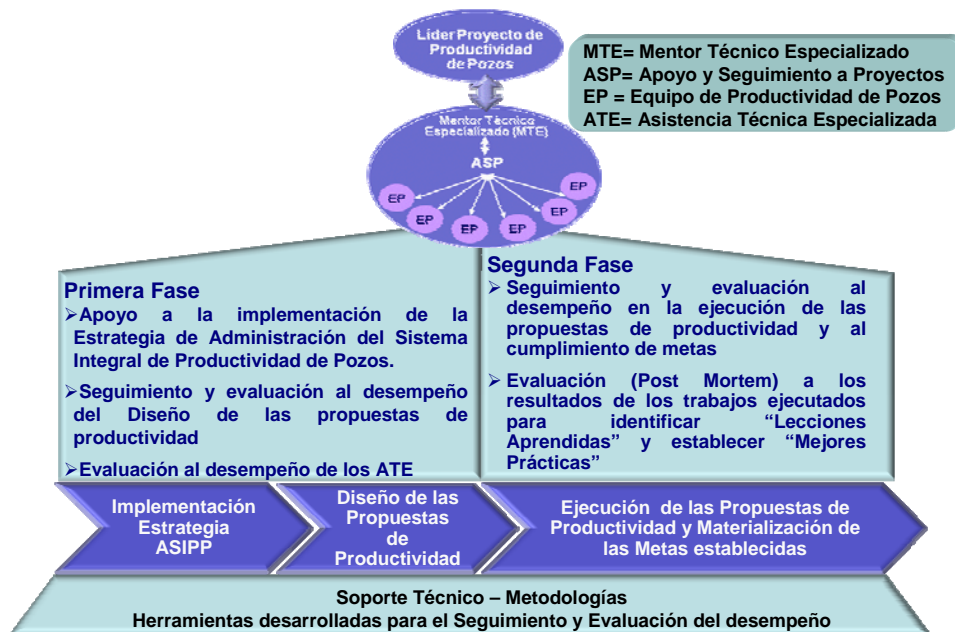 Líder Proyecto de
Productividad
de Pozos
MTE= Mentor Técnico Especializado
ASP= Apoyo y Seguimiento a Proyectos
EP = Equipo de Productividad de Pozos
ATE= Asistencia Técnica Especializada
Mentor Técnico
Especializado (MTE)
ASP
EP
EP
EP
EP
EP
EP
Primera Fase
➢Apoyo a la implementación de la
Estrategia de Administración del Sistema
Integral de Productividad de Pozos.
➢Seguimiento y evaluación al desempeño
del Diseño de las propuestas de
productividad
➢Evaluación al desempeño de los ATE
Segunda Fase
➢ Seguimiento y evaluación al
desempeño en la ejecución de las
propuestas de productividad y al
cumplimiento de metas
➢ Evaluación (Post Mortem) a los
resultados de los trabajos ejecutados
para identificar “Lecciones
Aprendidas” y establecer “Mejores
Prácticas”
Implementación
Estrategia
ASIPP
Diseño de las
Propuestas
de
Productividad
Ejecución de las Propuestas de
Productividad y Materialización de
las Metas establecidas
Soporte Técnico – Metodologías
Herramientas desarrolladas para el Seguimiento y Evaluación del desempeño